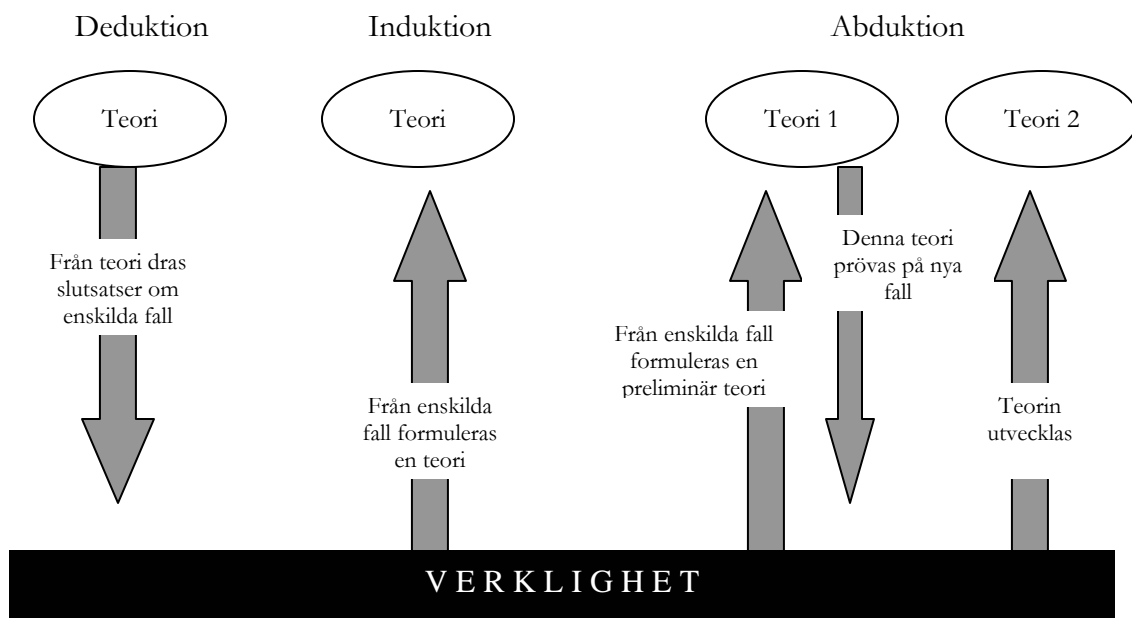 Deduktion
Induktion
Abduktion
Teori
Teori
Teori 1
Teori 2
Från teori dras
slutsatser om
enskilda fall
Från enskilda
fall formuleras
en teori
Från enskilda fall
formuleras en
preliminär teori
Denna teori
prövas på nya
fall
Teorin
utvecklas
VERKLIGHET